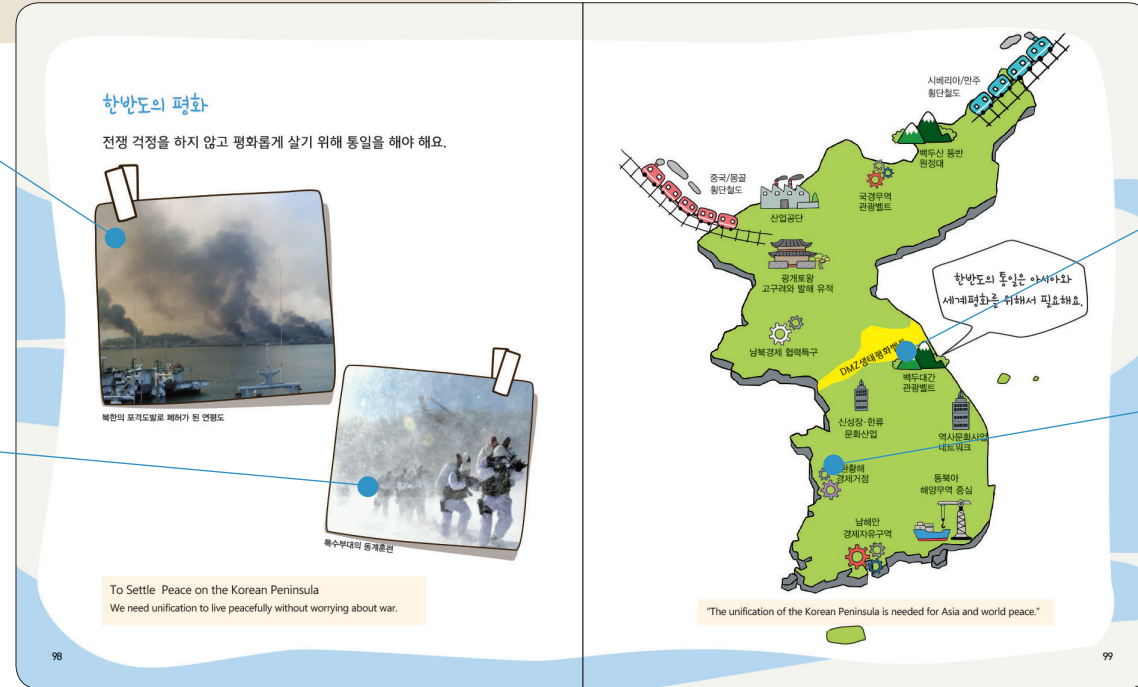 한반도의 평화
전쟁 걱정을 하지 않고 평화롭게 살기 위해 통일을 해야 해요.
북한의 포격도발로 폐허가 된 연평도
특수부대의 동계훈련
To Settle Peace on the Korean Peninsula
We need unification to live peacefully without worrying about war.
98
시베리아/만주
횡단철도
백두산 등반
원정대
중국/몽골
횡단철도
국경무역
관광벨트
산업공단
광개토왕
고구려와 발해 유적
한반도의 통일은 아시아와
세계평화를 위해서 필요해요.
남북경제 협력특구
DMZ생태평화벨트
백두대간
관광벨트
신성장·한류
문화산업
역사문화사업
네트워크
환황해
경제거점
동북아
해양무역 중심
남해안
경제자유구역
"The unification of the Korean Peninsula is needed for Asia and world peace."
99